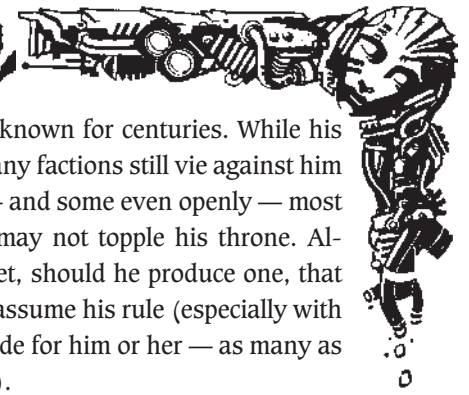 known for centuries. While his
any factions still vie against him
— and some even openly — most
may not topple his throne. Al-
et, should he produce one, that
assume his rule (especially with
de for him or her — as many as
).